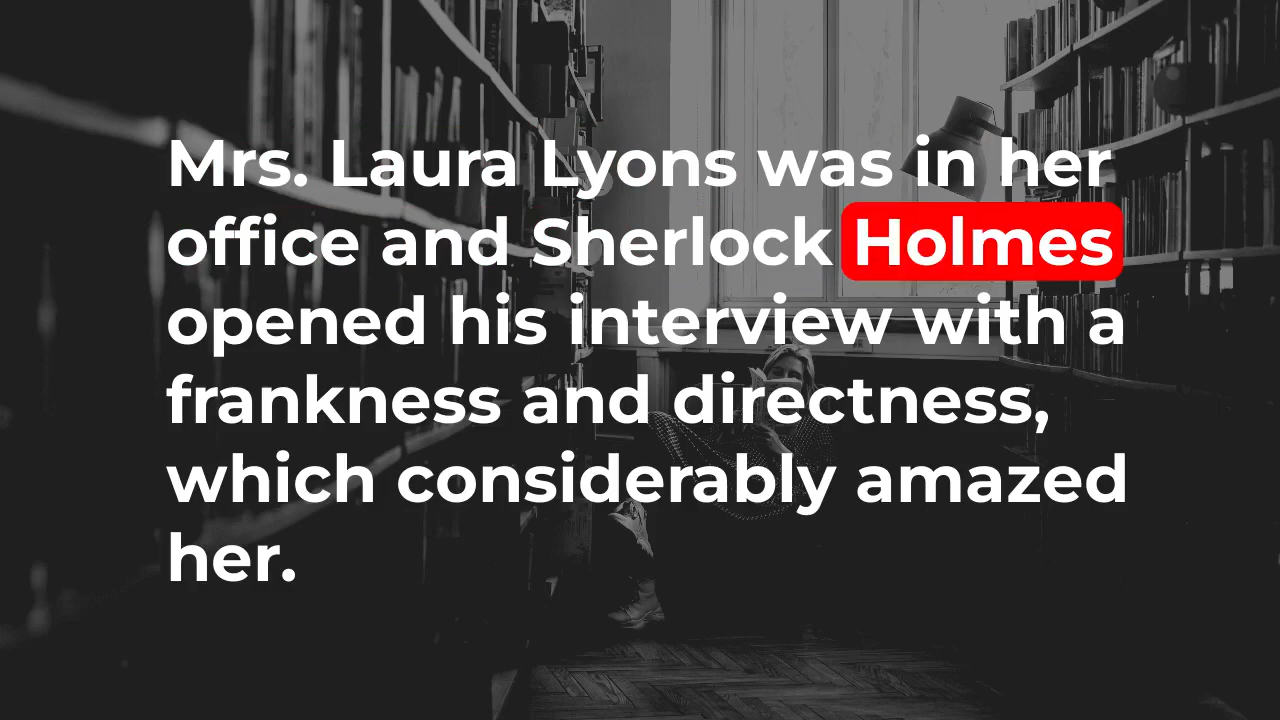 Mrs. Laura Lyons was in her
office and Sherlock Holmes
opened his interview with a
frankness and directness,
which considerably amazed
her.